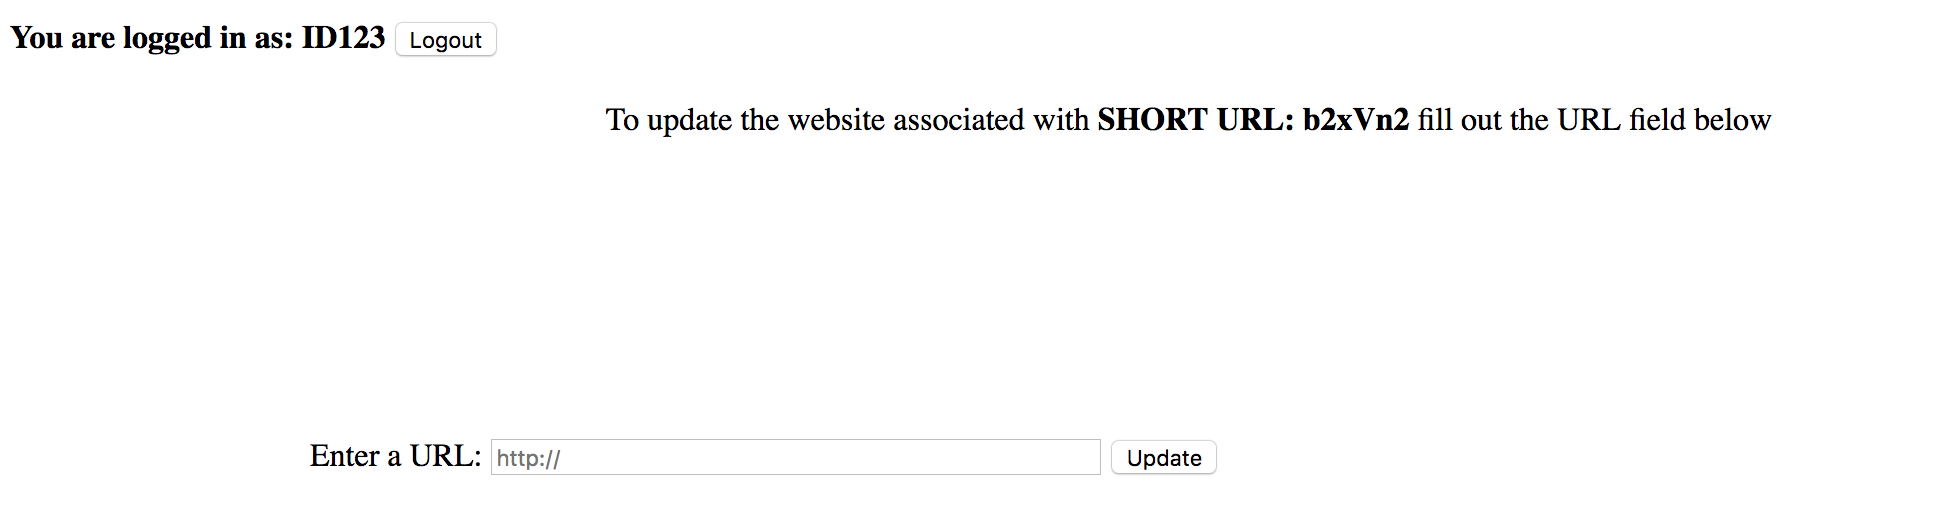 You are logged in as: ID123 Logout
To update the website associated with SHORT URL: b2xVn2 fill out the URL field below
Enter a URL: http:// Update